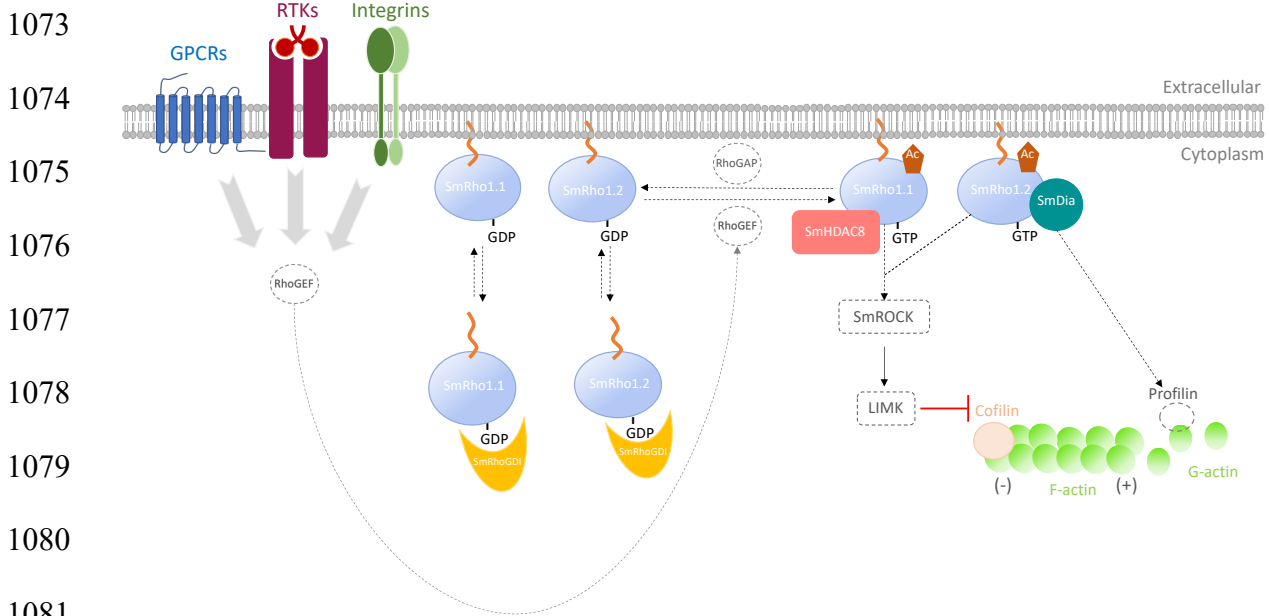 1073
1074
1075
1076
1077
1078
1079
1080
1081
RTKs
Integrins
GPCRs
Extracellular
Cytoplasm
SmRho1.1
GDP
SmRho1.2
GDP
RhoGAP
RhoGEF
Ac
SmRho1.1
SmHDAC8
GTP
Ac
SmRho1.2
SmDia
GTP
RhoGEF
SmROCK
SmRho1.1
GDP
SmRhoGDI
SmRho1.2
GDP
SmRhoGDI
LIMK
Cofilin
Profilin
G-actin
(-)
F-actin
(+)